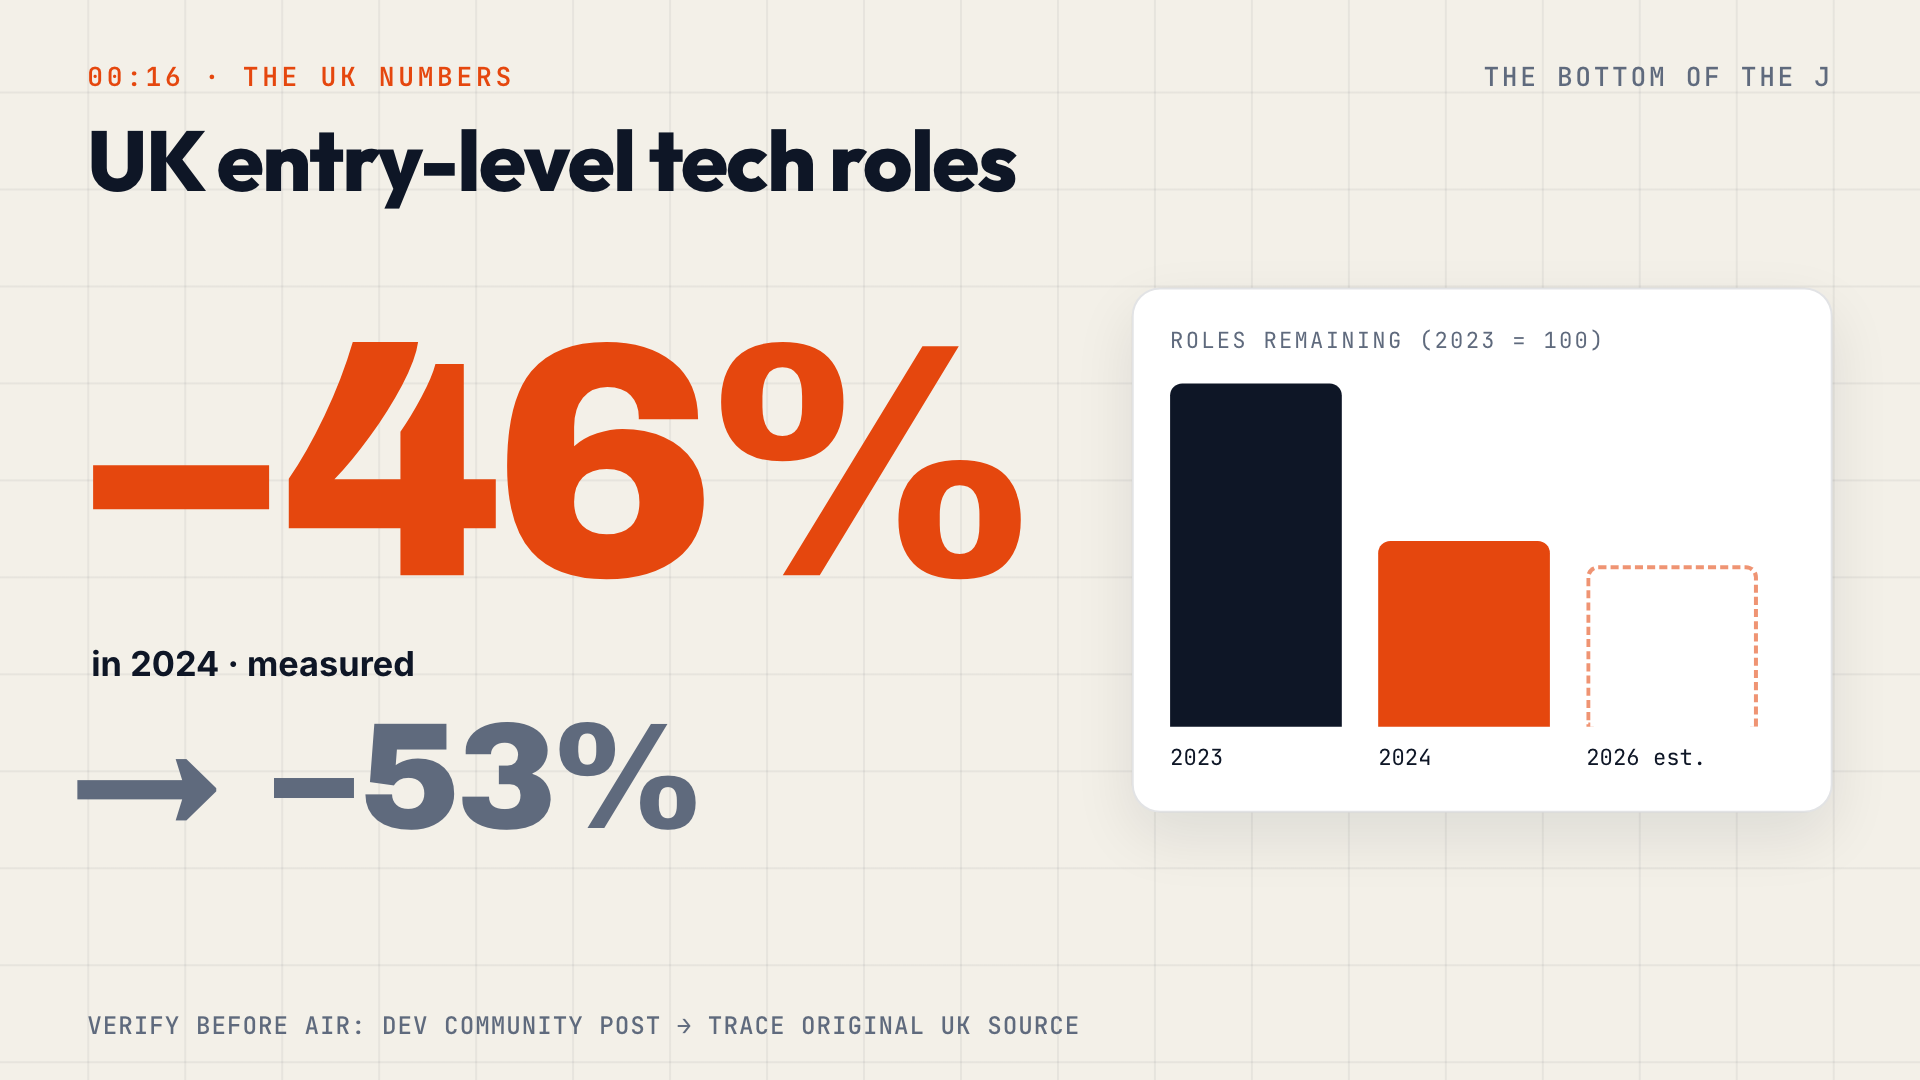 00:16 · THE UK NUMBERS
THE BOTTOM OF THE J
UK entry-level tech roles
−46%
in 2024 · measured
→ −53%
ROLES REMAINING (2023 = 100)
2023
2024
2026 est.
VERIFY BEFORE AIR: DEV COMMUNITY POST → TRACE ORIGINAL UK SOURCE